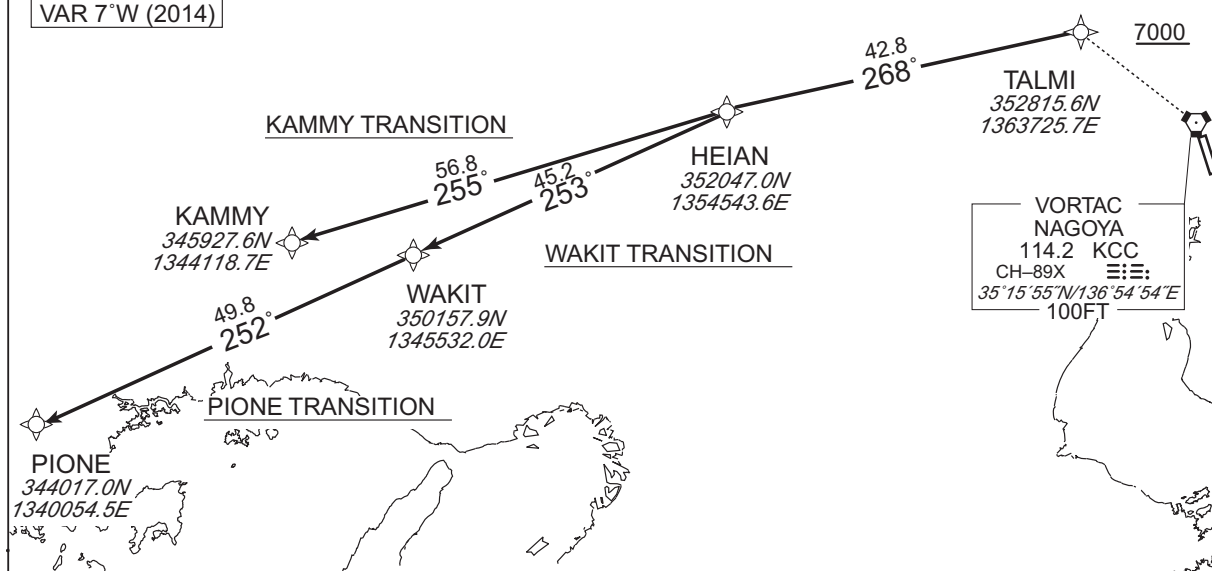 VAR 7°W (2014)
7000
42.8
268°
TALMI
352815.6N
1363725.7E
KAMMY TRANSITION
HEIAN
352047.0N
1354543.6E
56.8
255°
45.2
253°
KAMMY
345927.6N
1344118.7E
WAKIT TRANSITION
VORTAC
NAGOYA
114.2 KCC
CH–89X
35°15´55˝N/136°54´54˝E
100FT
WAKIT
350157.9N
1345532.0E
49.8
252°
PIONE TRANSITION
PIONE
344017.0N
1340054.5E